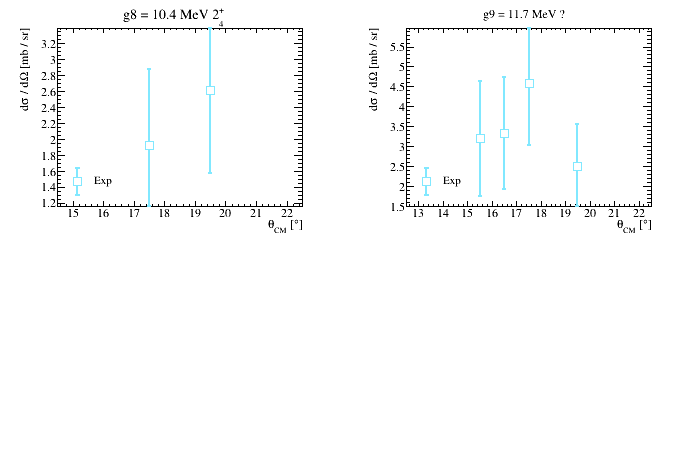 g8 = 10.4 MeV 2₄⁺
dσ / dΩ [mb / sr]
3.2
3
2.8
2.6
2.4
2.2
2
1.8
1.6
1.4
1.2
Exp
15 16 17 18 19 20 21 22
θCM [°]
g9 = 11.7 MeV ?
dσ / dΩ [mb / sr]
5.5
5
4.5
4
3.5
3
2.5
2
1.5
Exp
13 14 15 16 17 18 19 20 21 22
θCM [°]